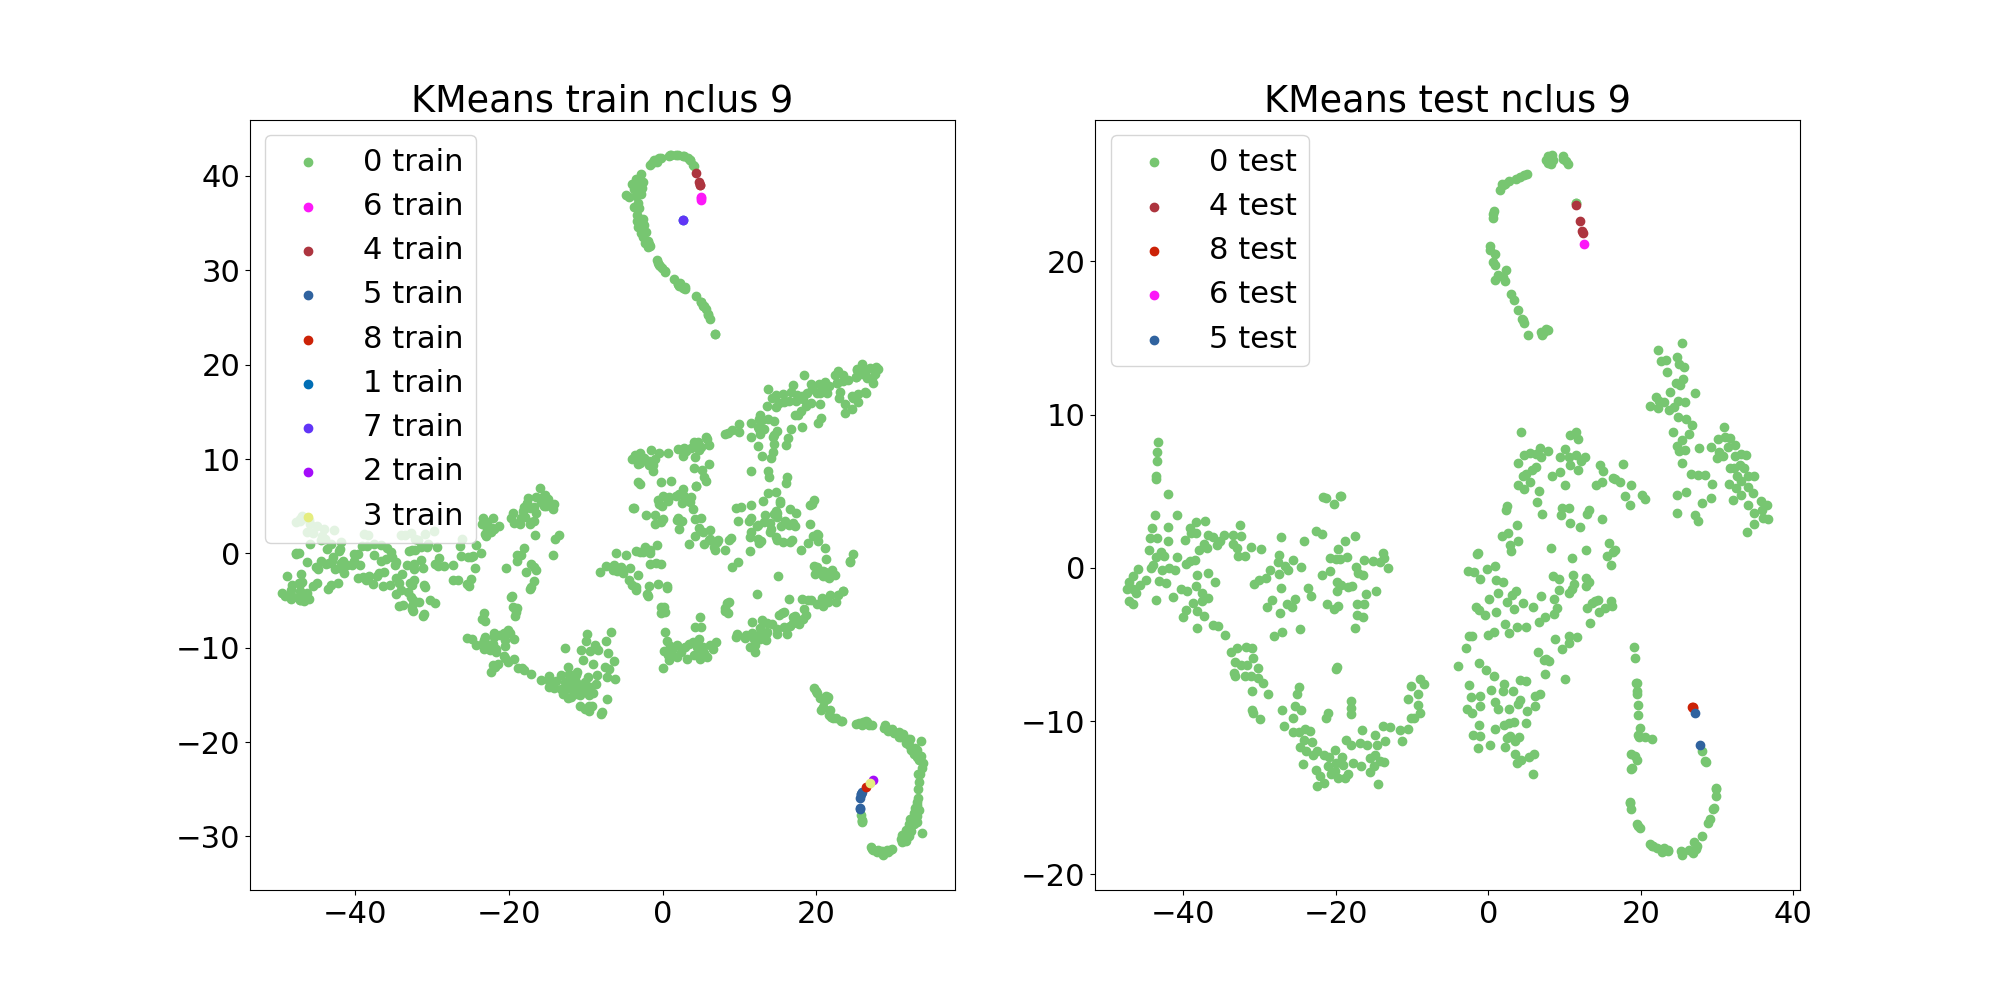 KMeans train nclus 9
40
30
20
10
0
−10
−20
−30
−40
−20
0
20
0 train
6 train
4 train
5 train
8 train
1 train
7 train
2 train
3 train
KMeans test nclus 9
20
10
0
−10
−20
−40
−20
0
20
40
0 test
4 test
8 test
6 test
5 test